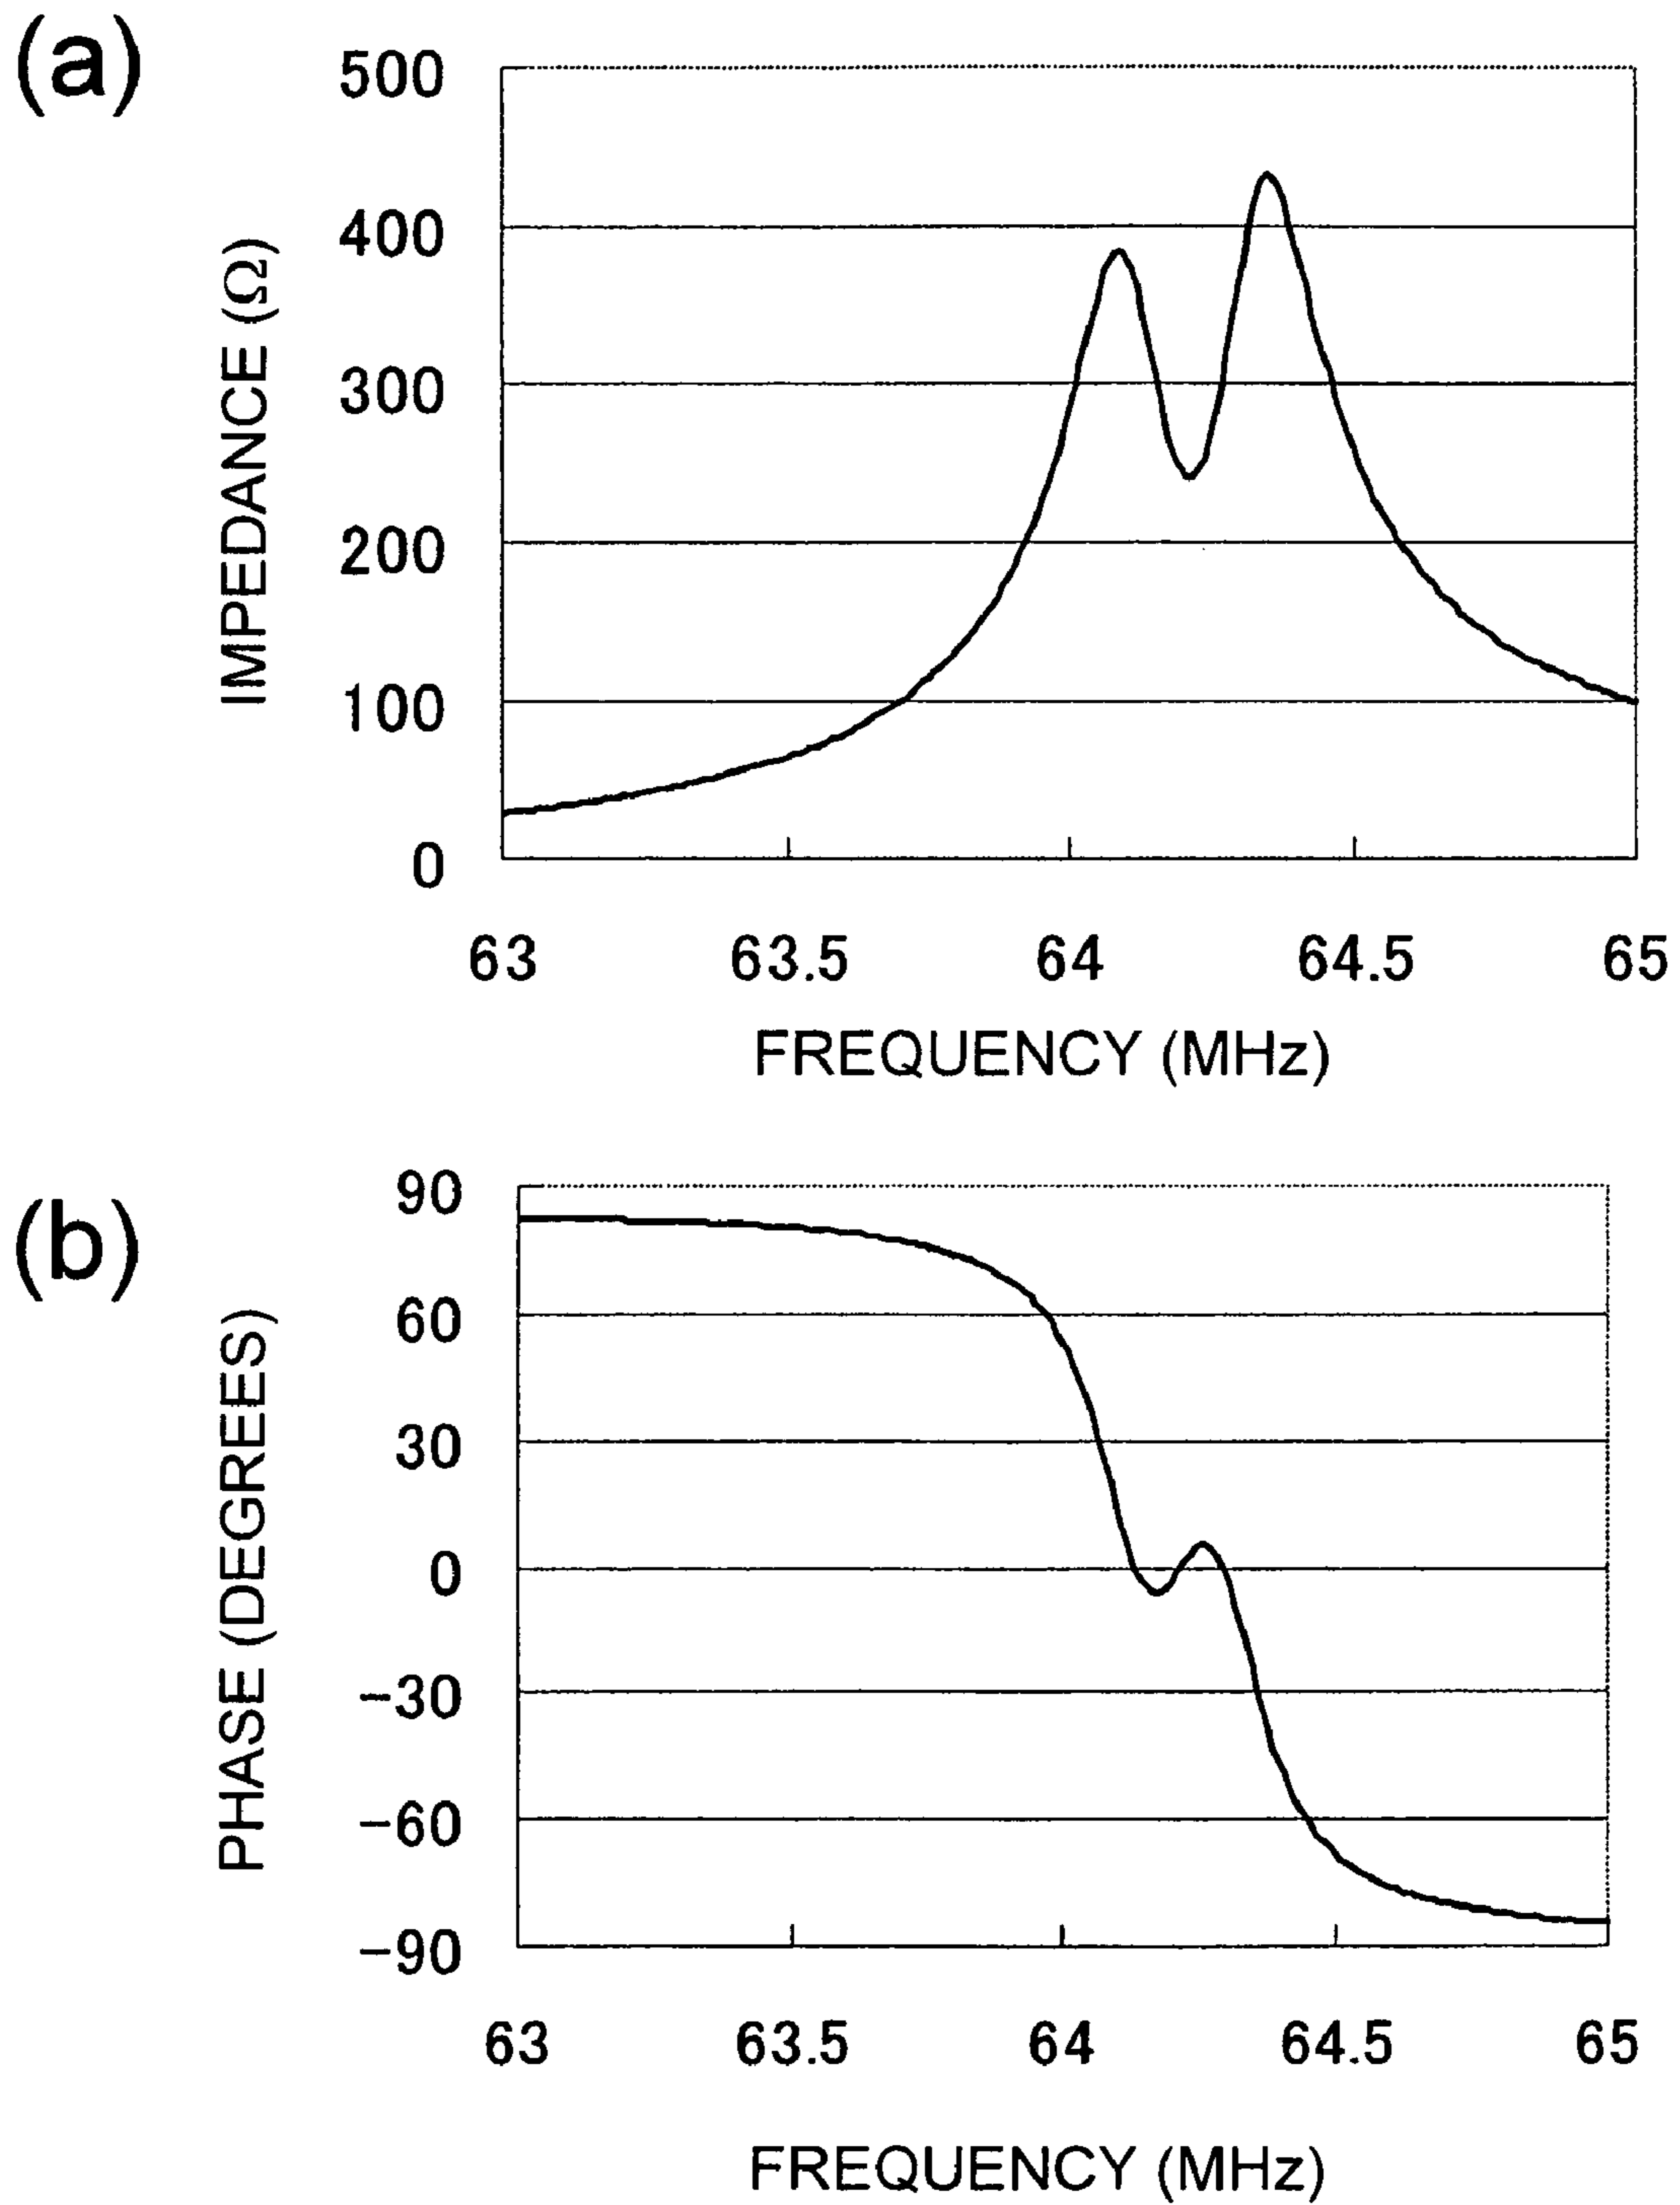 (a)
IMPEDANCE (Ω)
500
400
300
200
100
0
63 63.5 64 64.5 65
FREQUENCY (MHz)
(b)
PHASE (DEGREES)
90
60
30
0
-30
-60
-90
63 63.5 64 64.5 65
FREQUENCY (MHz)